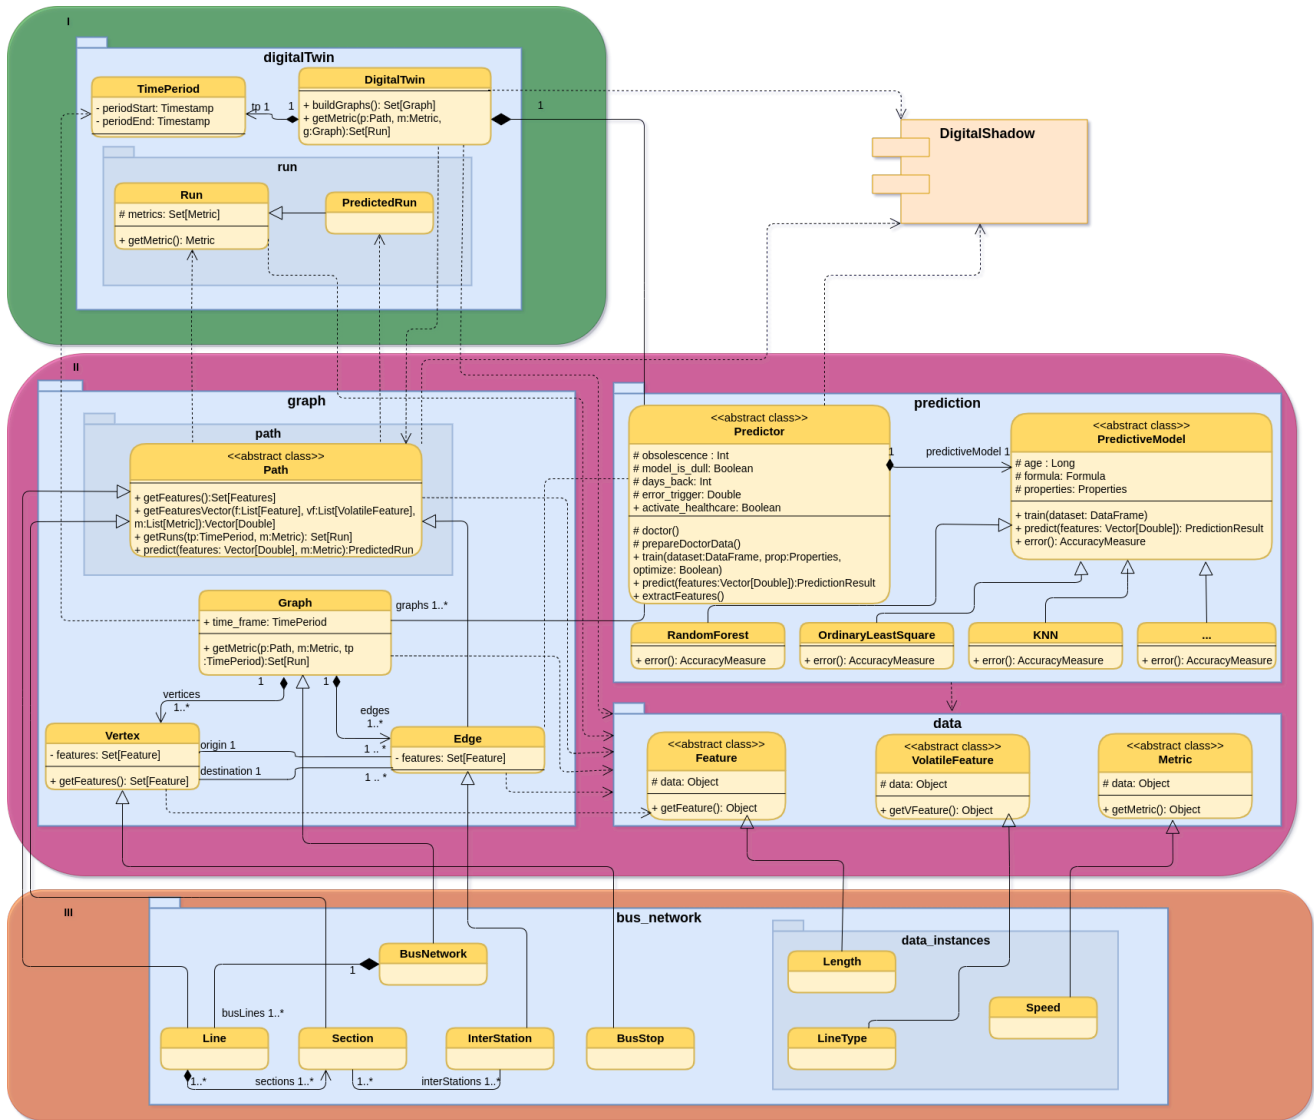 I
digitalTwin
TimePeriod
- periodStart: Timestamp
- periodEnd: Timestamp
tp 1
1
DigitalTwin
+ buildGraphs(): Set[Graph]
+ getMetric(p:Path, m:Metric,
g:Graph):Set[Run]
1
DigitalShadow
run
Run
# metrics: Set[Metric]
+ getMetric(): Metric
PredictedRun
II
graph
path
<<abstract class>>
Path
+ getFeatures():Set[Features]
+ getFeaturesVector(f:List[Feature], vf:List[VolatileFeature],
m:List[Metric]):Vector[Double]
+ getRuns(tp:TimePeriod, m:Metric): Set[Run]
+ predict(features: Vector[Double], m:Metric):PredictedRun
Graph
+ time_frame: TimePeriod
+ getMetric(p:Path, m:Metric, tp
:TimePeriod):Set[Run]
graphs 1..*
1
1
vertices
1..*
edges
1..*
Vertex
- features: Set[Feature]
+ getFeatures(): Set[Feature]
origin 1
1 .. *
destination 1
1 .. *
Edge
- features: Set[Feature]
prediction
<<abstract class>>
Predictor
# obsolescence : Int
# model_is_dull: Boolean
# days_back: Int
# error_trigger: Double
+ activate_healthcare: Boolean
# doctor()
# prepareDoctorData()
+ train(dataset:DataFrame, prop:Properties,
optimize: Boolean)
+ predict(features:Vector[Double]):PredictionResult
+ extractFeatures()
1
predictiveModel 1
<<abstract class>>
PredictiveModel
# age : Long
# formula: Formula
# properties: Properties
+ train(dataset: DataFrame)
+ predict(features: Vector[Double]): PredictionResult
+ error(): AccuracyMeasure
RandomForest
+ error(): AccuracyMeasure
OrdinaryLeastSquare
+ error(): AccuracyMeasure
KNN
+ error(): AccuracyMeasure
...
+ error(): AccuracyMeasure
data
<<abstract class>>
Feature
# data: Object
+ getFeature(): Object
<<abstract class>>
VolatileFeature
# data: Object
+ getVFeature(): Object
<<abstract class>>
Metric
# data: Object
+ getMetric(): Object
III
bus_network
BusNetwork
1
busLines 1..*
Line
Section
InterStation
BusStop
1..*
sections 1..*
1..*
interStations 1..*
data_instances
Length
LineType
Speed